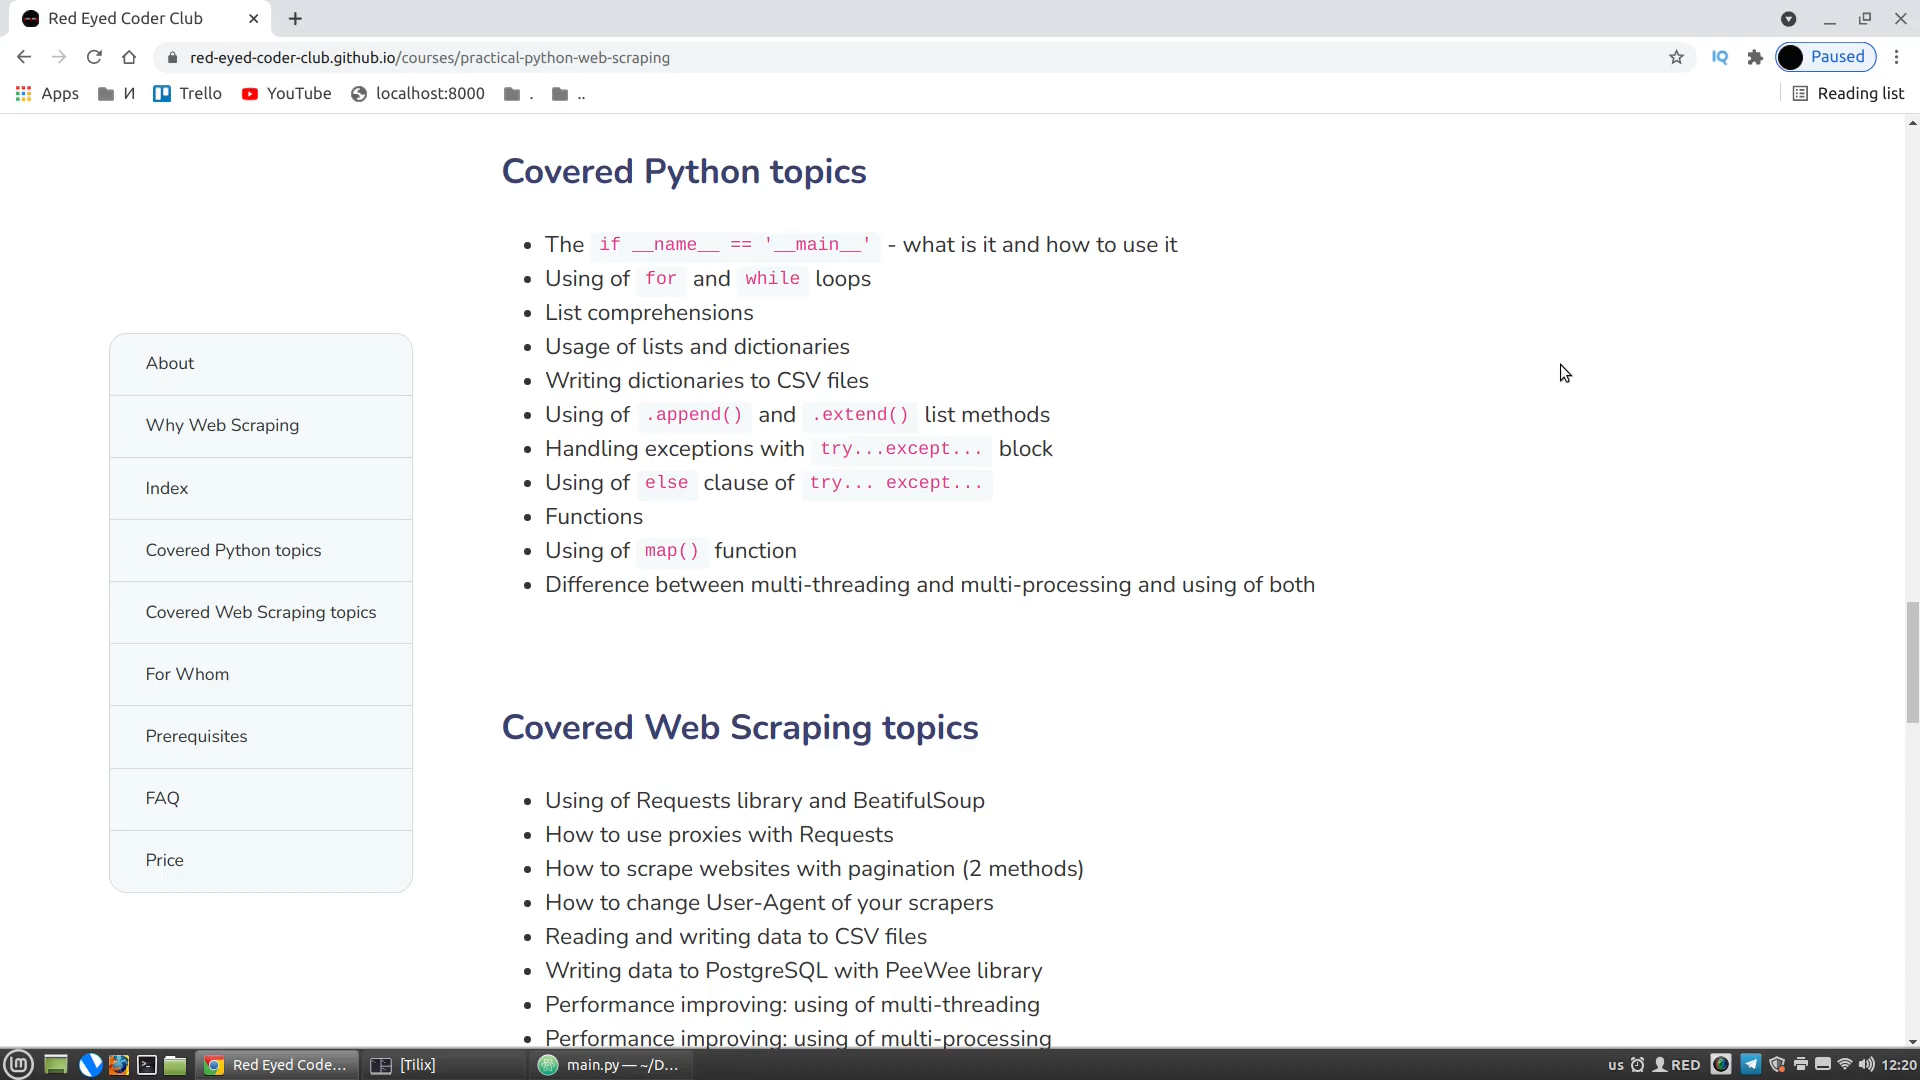 Red Eyed Coder Club
red-eyed-coder-club.github.io/courses/practical-python-web-scraping
IQ
Paused
Apps
И
Trello
YouTube
localhost:8000
.
..
Reading list
Covered Python topics
The if __name__ == '__main__' - what is it and how to use it
Using of for and while loops
List comprehensions
Usage of lists and dictionaries
Writing dictionaries to CSV files
Using of .append() and .extend() list methods
Handling exceptions with try...except... block
Using of else clause of try... except...
Functions
Using of map() function
Difference between multi-threading and multi-processing and using of both
About
Why Web Scraping
Index
Covered Python topics
Covered Web Scraping topics
For Whom
Prerequisites
FAQ
Price
Covered Web Scraping topics
Using of Requests library and BeatifulSoup
How to use proxies with Requests
How to scrape websites with pagination (2 methods)
How to change User-Agent of your scrapers
Reading and writing data to CSV files
Writing data to PostgreSQL with PeeWee library
Performance improving: using of multi-threading
Performance improving: using of multi-processing
Red Eyed Code...
[Tilix]
main.py — ~/D...
us
RED
12:20